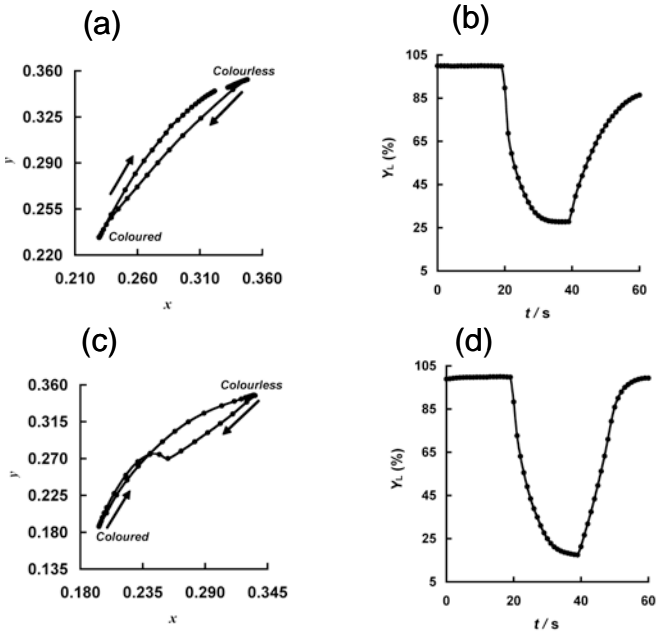 (a)
0.360
0.325
0.290
0.255
0.220
y
Colourless
Coloured
0.210 0.260 0.310 0.360
x
(b)
105
85
65
45
25
5
YL (%)
0 20 40 60
t / s
(c)
0.360
0.315
0.270
0.225
0.180
0.135
y
Colourless
Coloured
0.180 0.235 0.290 0.345
x
(d)
105
85
65
45
25
5
YL (%)
0 20 40 60
t / s